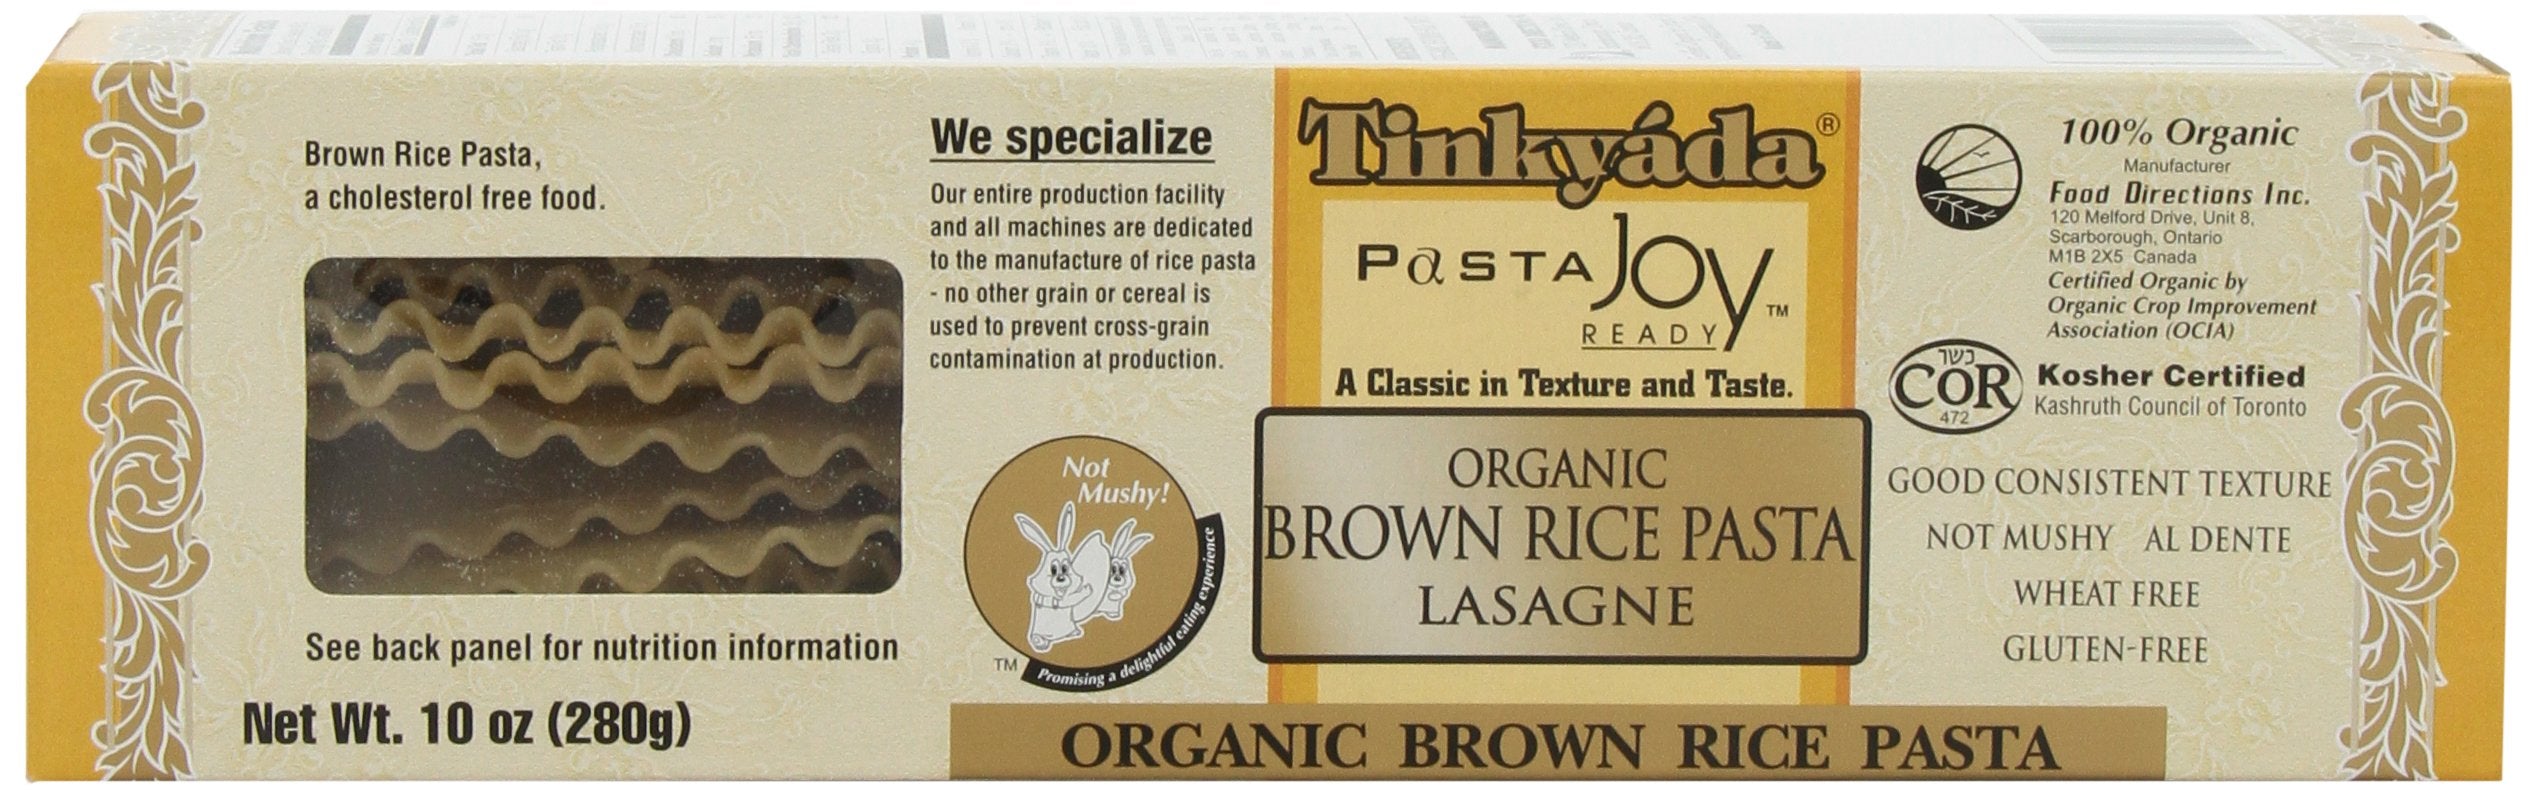 Brown Rice Pasta,
a cholesterol free food.
See back panel for nutrition information
Net Wt. 10 oz (280g)
We specialize
Our entire production facility
and all machines are dedicated
to the manufacture of rice pasta
- no other grain or cereal is
used to prevent cross-grain
contamination at production.
Not
Mushy!
Promising a delightful eating experience
TM
Tinkyáda®
PASTA JOY
READY™
A Classic in Texture and Taste.
ORGANIC
BROWN RICE PASTA
LASAGNE
100% Organic
Manufacturer
Food Directions Inc.
120 Melford Drive, Unit 8,
Scarborough, Ontario
M1B 2X5 Canada
Certified Organic by
Organic Crop Improvement
Association (OCIA)
כשר
COR
472
Kosher Certified
Kashruth Council of Toronto
GOOD CONSISTENT TEXTURE
NOT MUSHY AL DENTE
WHEAT FREE
GLUTEN-FREE
ORGANIC BROWN RICE PASTA